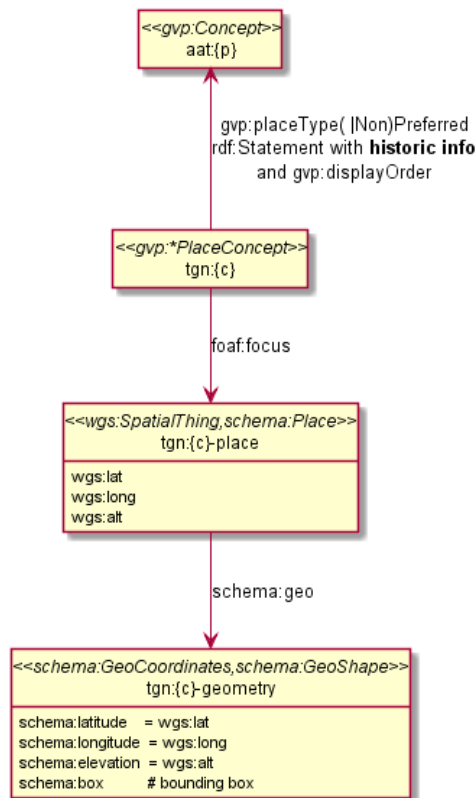 <<gvp:Concept>>
aat:{p}
gvp:placeType( |Non)Preferred
rdf:Statement with historic info
and gvp:displayOrder
<<gvp:*PlaceConcept>>
tgn:{c}
foaf:focus
<<wgs:SpatialThing,schema:Place>>
tgn:{c}-place
wgs:lat
wgs:long
wgs:alt
schema:geo
<<schema:GeoCoordinates,schema:GeoShape>>
tgn:{c}-geometry
schema:latitude = wgs:lat
schema:longitude = wgs:long
schema:elevation = wgs:alt
schema:box # bounding box